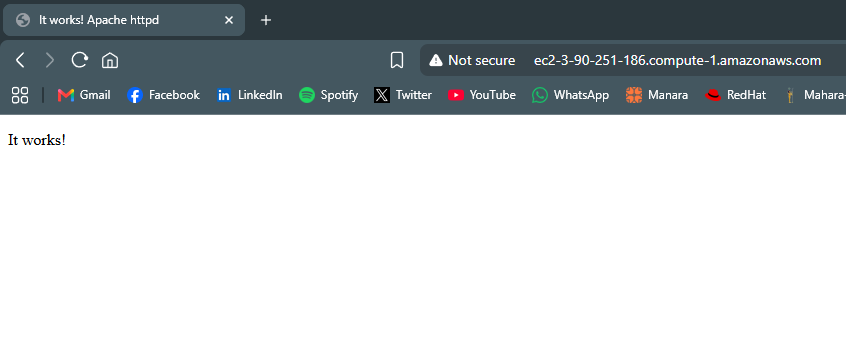 It works! Apache httpd
Not secure ec2-3-90-251-186.compute-1.amazonaws.com
Gmail Facebook LinkedIn Spotify Twitter YouTube WhatsApp Manara RedHat Mahara-
It works!